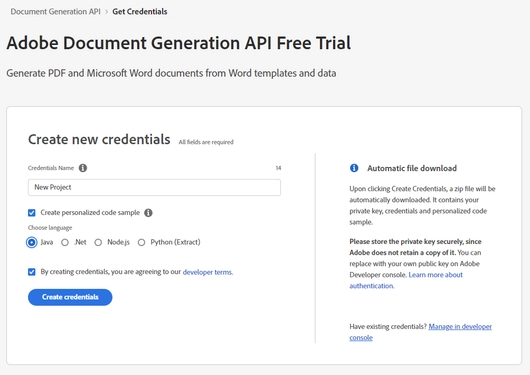 Document Generation API > Get Credentials
Adobe Document Generation API Free Trial
Generate PDF and Microsoft Word documents from Word templates and data
Create new credentials All fields are required
Credentials Name 14
New Project
Create personalized code sample
Choose language
Java .Net Node.js Python (Extract)
By creating credentials, you are agreeing to our developer terms.
Create credentials
Automatic file download
Upon clicking Create Credentials, a zip file will be
automatically downloaded. It contains your
private key, credentials and personalized code
sample.
Please store the private key securely, since
Adobe does not retain a copy of it. You can
replace with your own public key on Adobe
Developer console. Learn more about
authentication.
Have existing credentials? Manage in developer
console